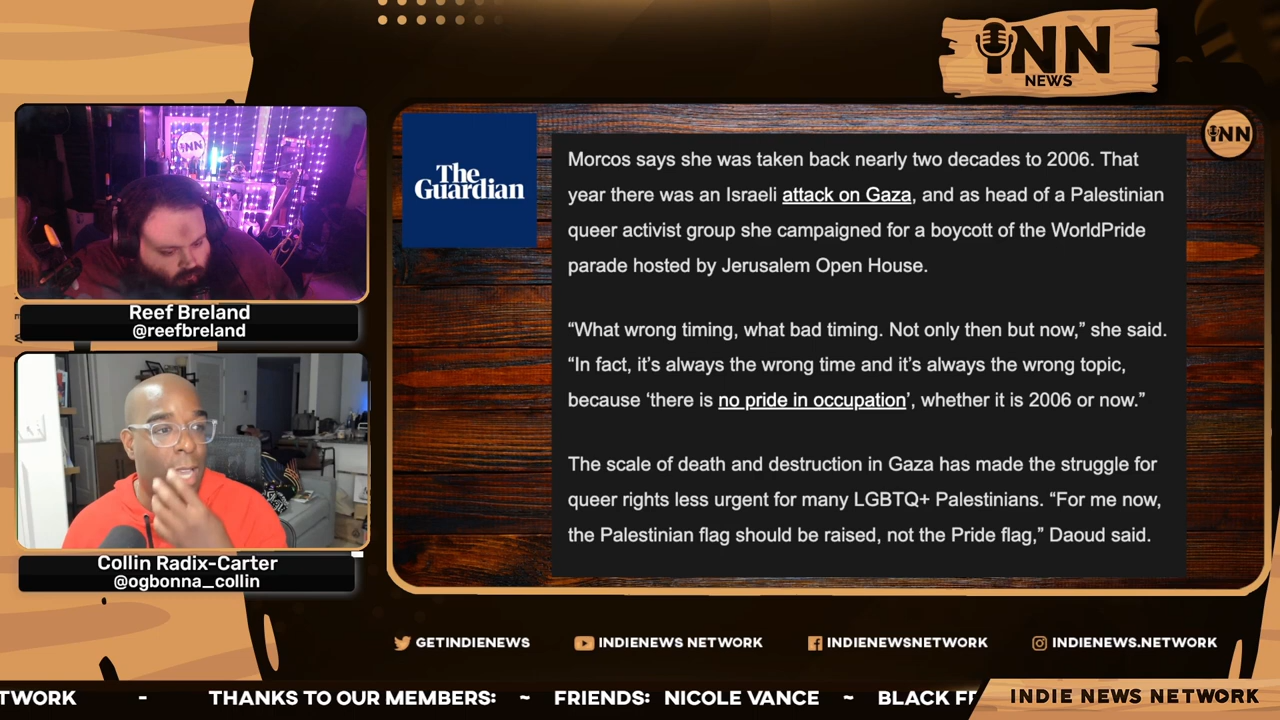 iNN
NEWS
iNN
iNN
The
Guardian
Morcos says she was taken back nearly two decades to 2006. That
year there was an Israeli attack on Gaza, and as head of a Palestinian
queer activist group she campaigned for a boycott of the WorldPride
parade hosted by Jerusalem Open House.
“What wrong timing, what bad timing. Not only then but now,” she said.
“In fact, it’s always the wrong time and it’s always the wrong topic,
because ‘there is no pride in occupation’, whether it is 2006 or now.”
The scale of death and destruction in Gaza has made the struggle for
queer rights less urgent for many LGBTQ+ Palestinians. “For me now,
the Palestinian flag should be raised, not the Pride flag,” Daoud said.
Reef Breland
@reefbreland
Collin Radix-Carter
@ogbonna_collin
GETINDIENEWS
INDIENEWS NETWORK
INDIENEWSNETWORK
INDIENEWS.NETWORK
TWORK - THANKS TO OUR MEMBERS: ~ FRIENDS: NICOLE VANCE ~ BLACK
INDIE NEWS NETWORK